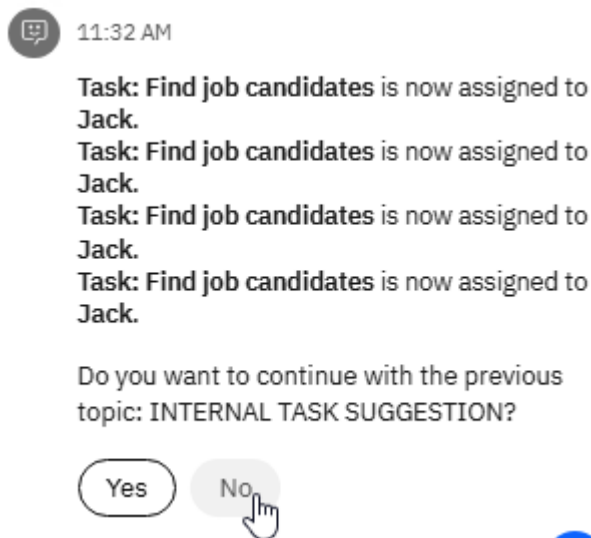 11:32 AM
Task: Find job candidates is now assigned to
Jack.
Task: Find job candidates is now assigned to
Jack.
Task: Find job candidates is now assigned to
Jack.
Task: Find job candidates is now assigned to
Jack.
Do you want to continue with the previous
topic: INTERNAL TASK SUGGESTION?
Yes No